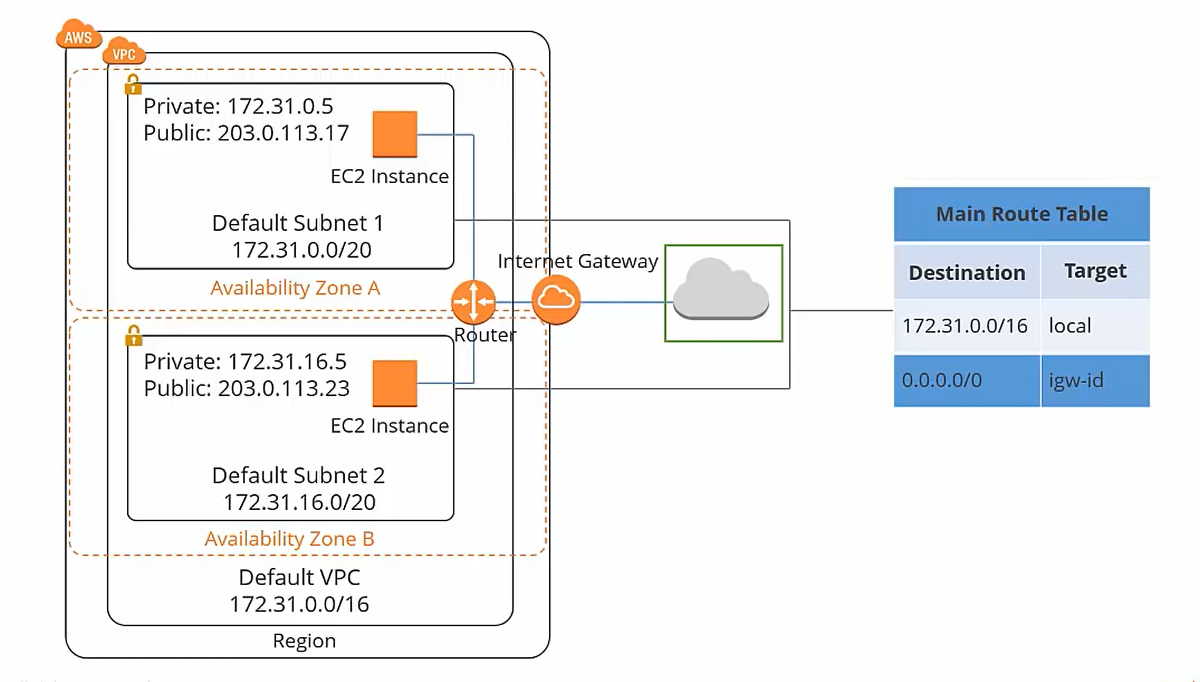 AWS
VPC
Private: 172.31.0.5
Public: 203.0.113.17
EC2 Instance
Default Subnet 1
172.31.0.0/20
Availability Zone A
Internet Gateway
Router
Private: 172.31.16.5
Public: 203.0.113.23
EC2 Instance
Default Subnet 2
172.31.16.0/20
Availability Zone B
Default VPC
172.31.0.0/16
Region
Main Route Table
Destination Target
172.31.0.0/16 local
0.0.0.0/0 igw-id